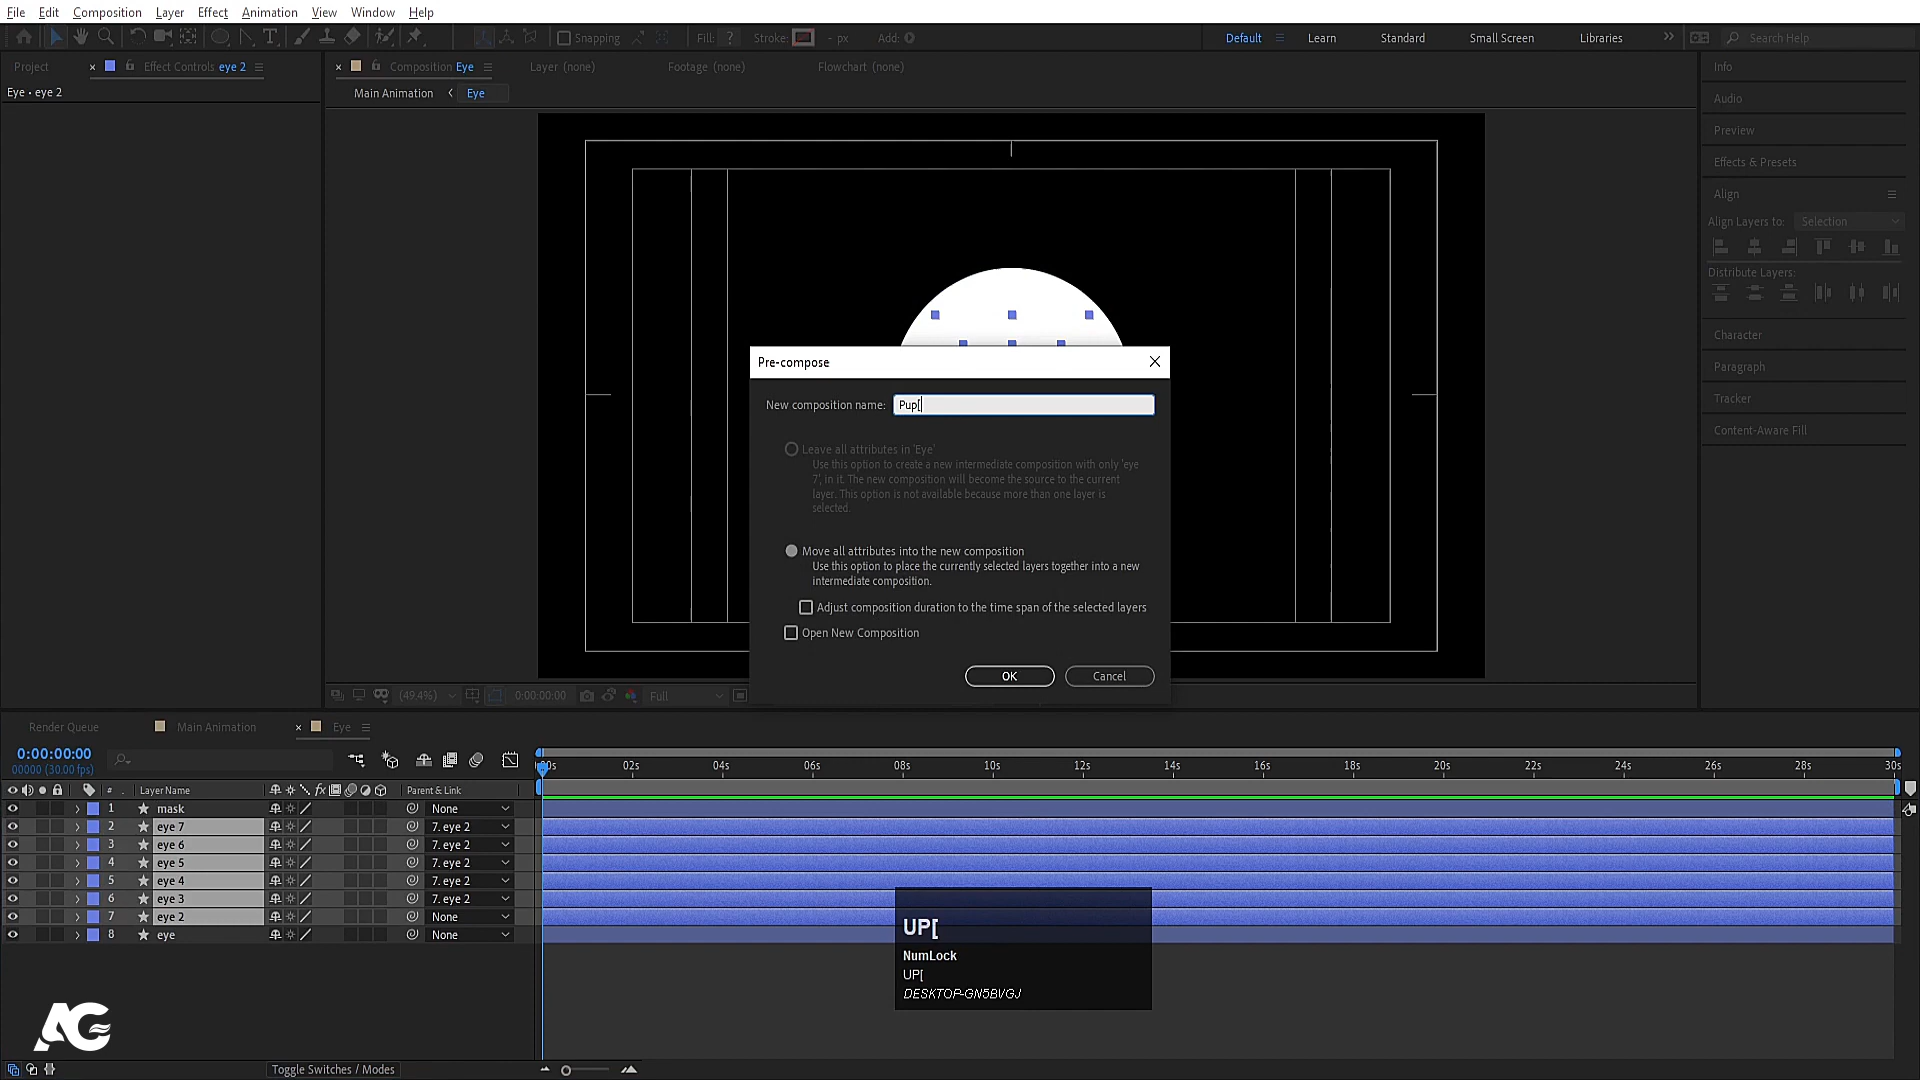 File Edit Composition Layer Effect Animation View Window Help
Snapping Fill: ? Stroke: - px Add: Default Learn Standard Small Screen Libraries Search Help
Project Effect Controls eye 2 Composition Eye Layer (none) Footage (none) Flowchart (none)
Eye • eye 2
Main Animation Eye
Info
Audio
Preview
Effects & Presets
Align
Align Layers to: Selection
Distribute Layers:
Character
Paragraph
Tracker
Content-Aware Fill
Pre-compose
New composition name: Pup[
Leave all attributes in 'Eye'
Use this option to create a new intermediate composition with only 'eye
7', in it. The new composition will become the source to the current
layer. This option is not available because more than one layer is
selected.
Move all attributes into the new composition
Use this option to place the currently selected layers together into a new
intermediate composition.
Adjust composition duration to the time span of the selected layers
Open New Composition
OK Cancel
(49.4%) 0:00:00:00 Full
Render Queue Main Animation Eye
0:00:00:00
00000 (30.00 fps)
00s 02s 04s 06s 08s 10s 12s 14s 16s 18s 20s 22s 24s 26s 28s 30s
# . Layer Name fx Parent & Link
1 mask None
2 eye 7 7. eye 2
3 eye 6 7. eye 2
4 eye 5 7. eye 2
5 eye 4 7. eye 2
6 eye 3 7. eye 2
7 eye 2 None
8 eye None
UP[
NumLock
UP[
DESKTOP-GN5BVGJ
AG
Toggle Switches / Modes